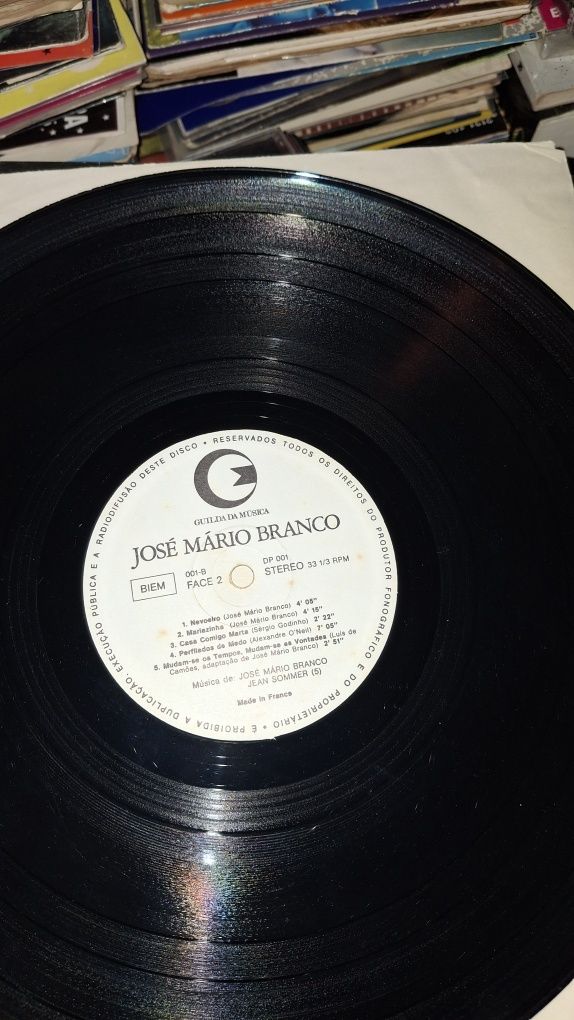 GUILDA DA MÚSICA
JOSÉ MÁRIO BRANCO
BIEM
001-B
FACE 2
DP 001
STEREO 33 1/3 RPM
1. Nevoeiro (José Mário Branco) 4' 05"
2. Mariazinha (José Mário Branco) 4' 15"
3. Casa Comigo Marta (Sérgio Godinho) 2' 22"
4. Perfilados de Medo (Alexandre O'Neil) 7' 05"
5. Mudam-se os Tempos, Mudam-se as Vontades (Luís de
Camões, adaptação de José Mário Branco) 2' 51"
Música de: JOSÉ MÁRIO BRANCO
JEAN SOMMER (5)
Made in France
RESERVADOS TODOS OS DIREITOS DO PRODUTOR FONOGRÁFICO E DO PROPRIETÁRIO • É PROIBIDA A DUPLICAÇÃO, EXECUÇÃO PÚBLICA E A RADIODIFUSÃO DESTE DISCO •